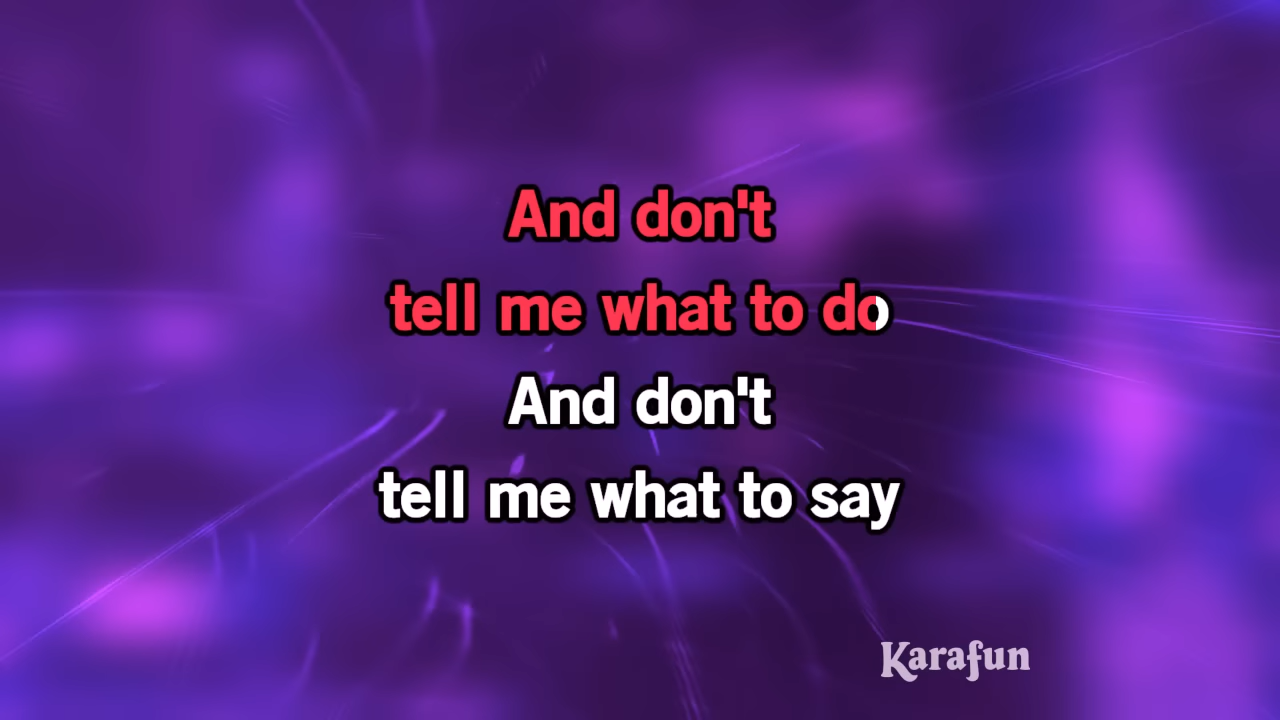 And don't
tell me what to do
And don't
tell me what to say
Karafun